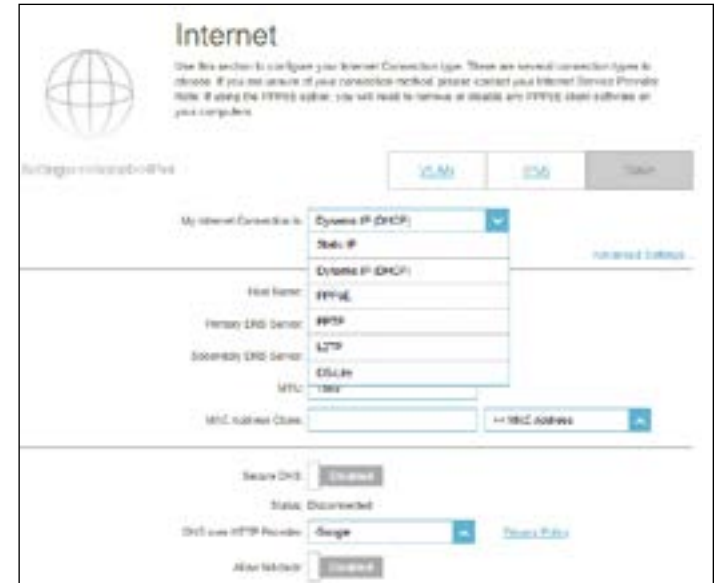 Internet
Use this section to configure your Internet Connection type. There are several connection types to
choose. If you are unsure of your connection method, please contact your Internet Service Provider.
Note: If using the PPPoE option, you will need to remove or disable any PPPoE client software on
your computers.
VLAN
IPv6
Save
My Internet Connection Is:
Dynamic IP (DHCP)
Static IP
Advanced Settings...
Dynamic IP (DHCP)
Host Name:
PPPoE
Primary DNS Server:
PPTP
Secondary DNS Server:
L2TP
DS-Lite
MTU:
MAC Address Clone:
<< MAC Address
Secure DNS:
Disabled
Status:
Disconnected
DNS over HTTP Provider:
Google
Privacy Policy
Disabled